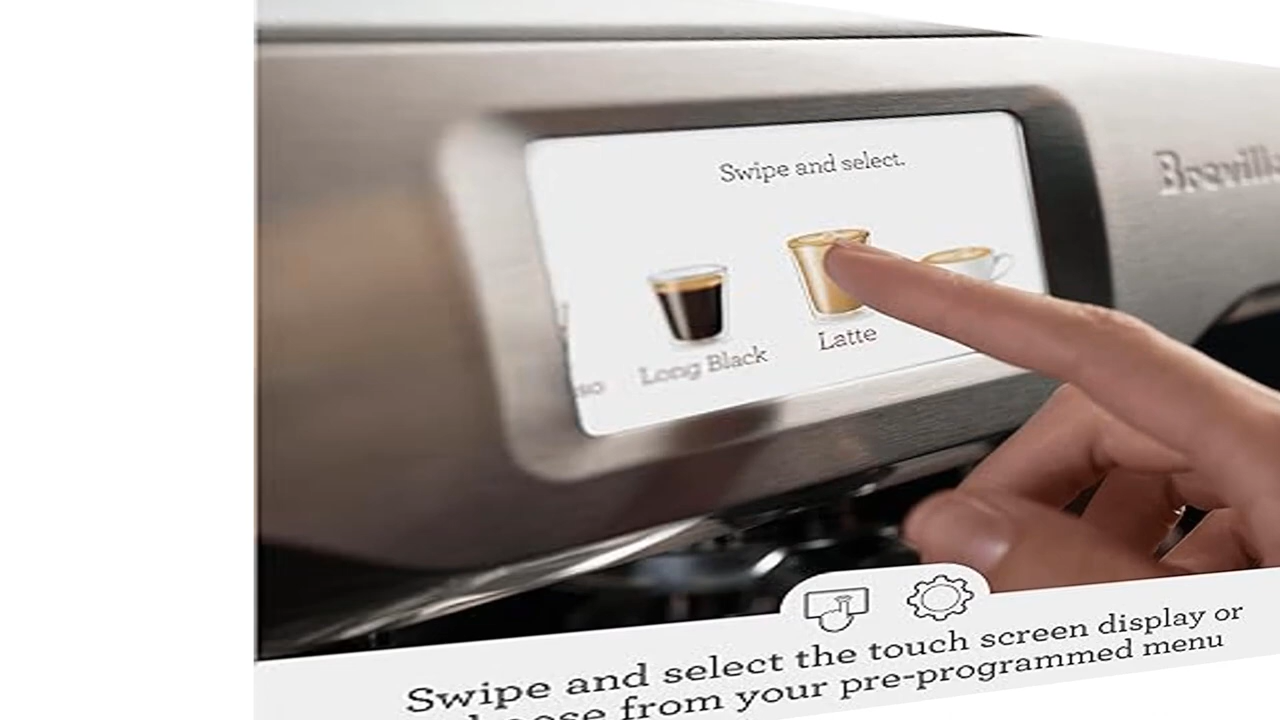 Swipe and select.
Breville
Long Black
Latte
so
Swipe and select the touch screen display or
choose from your pre-programmed menu